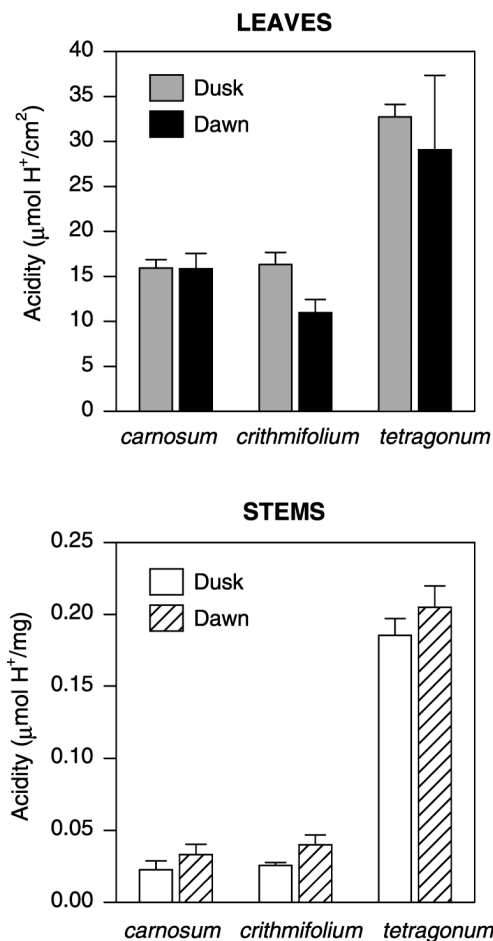 LEAVES
40
35
30
25
20
15
10
5
0
Acidity (μmol H⁺/cm²)
Dusk
Dawn
carnosum crithmifolium tetragonum
STEMS
0.25
0.20
0.15
0.10
0.05
0.00
Acidity (μmol H⁺/mg)
Dusk
Dawn
carnosum crithmifolium tetragonum